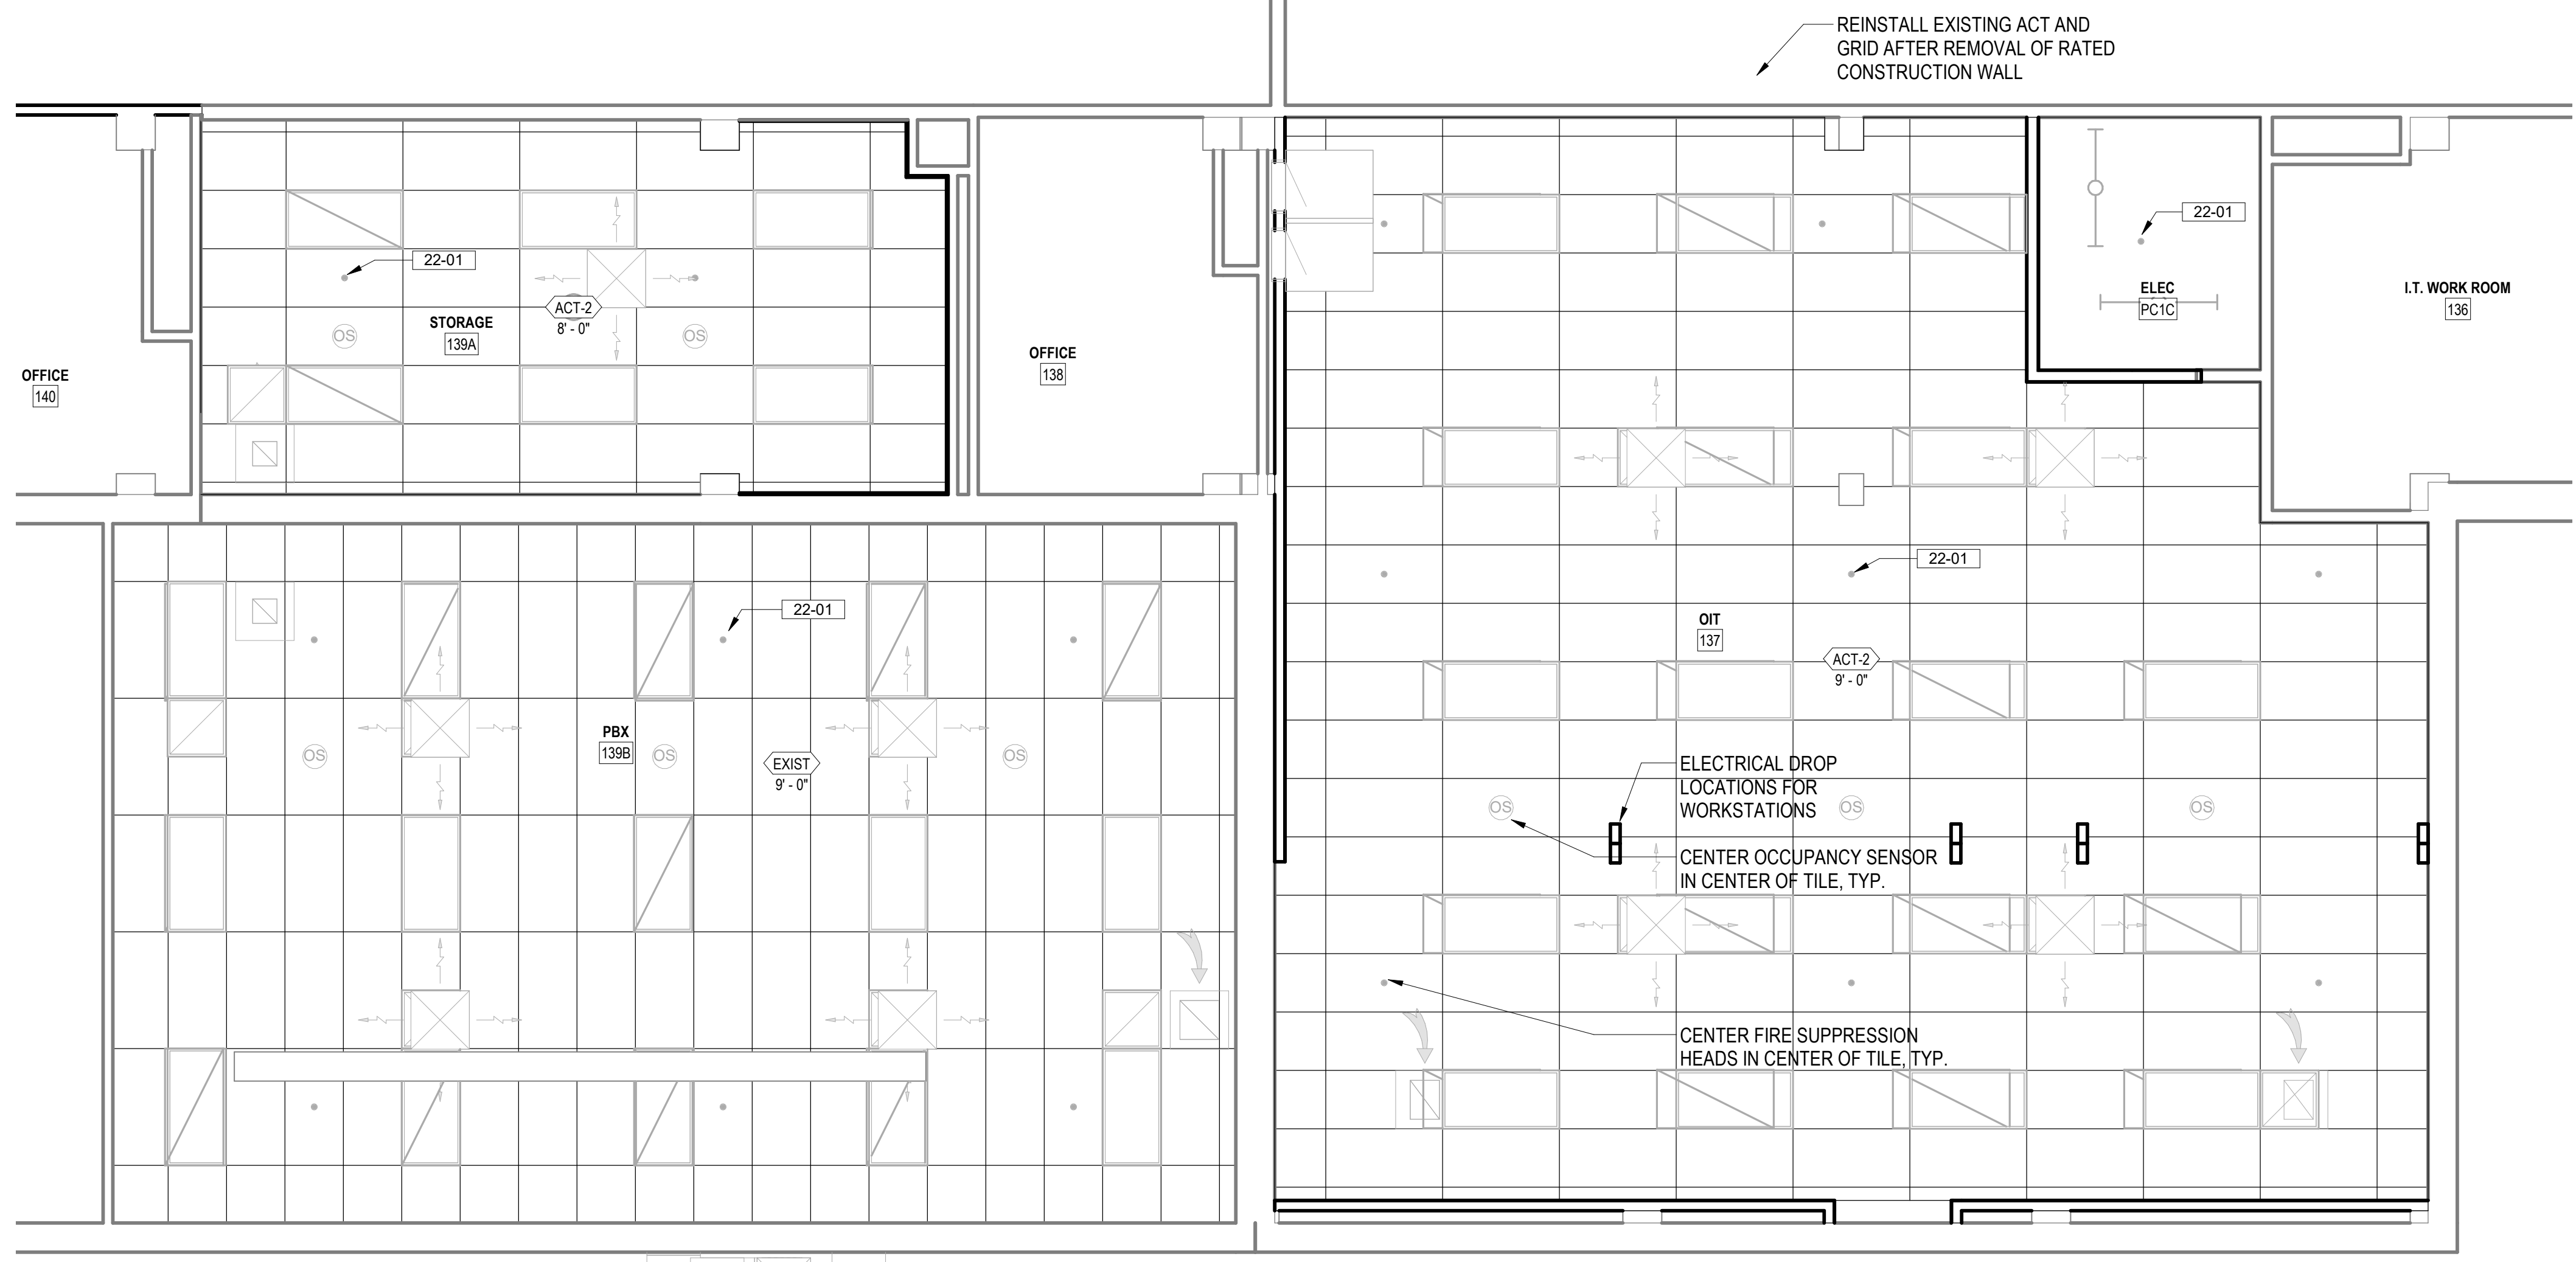 REINSTALL EXISTING ACT AND
GRID AFTER REMOVAL OF RATED
CONSTRUCTION WALL
22-01
22-01
ACT-2
8' - 0"
STORAGE
139A
OS
OS
ELEC
PC1C
I.T. WORK ROOM
136
OFFICE
138
OFFICE
140
22-01
22-01
OIT
137
ACT-2
9' - 0"
PBX
139B
OS
OS
OS
EXIST
9' - 0"
ELECTRICAL DROP
LOCATIONS FOR
WORKSTATIONS
OS
OS
OS
CENTER OCCUPANCY SENSOR
IN CENTER OF TILE, TYP.
CENTER FIRE SUPPRESSION
HEADS IN CENTER OF TILE, TYP.